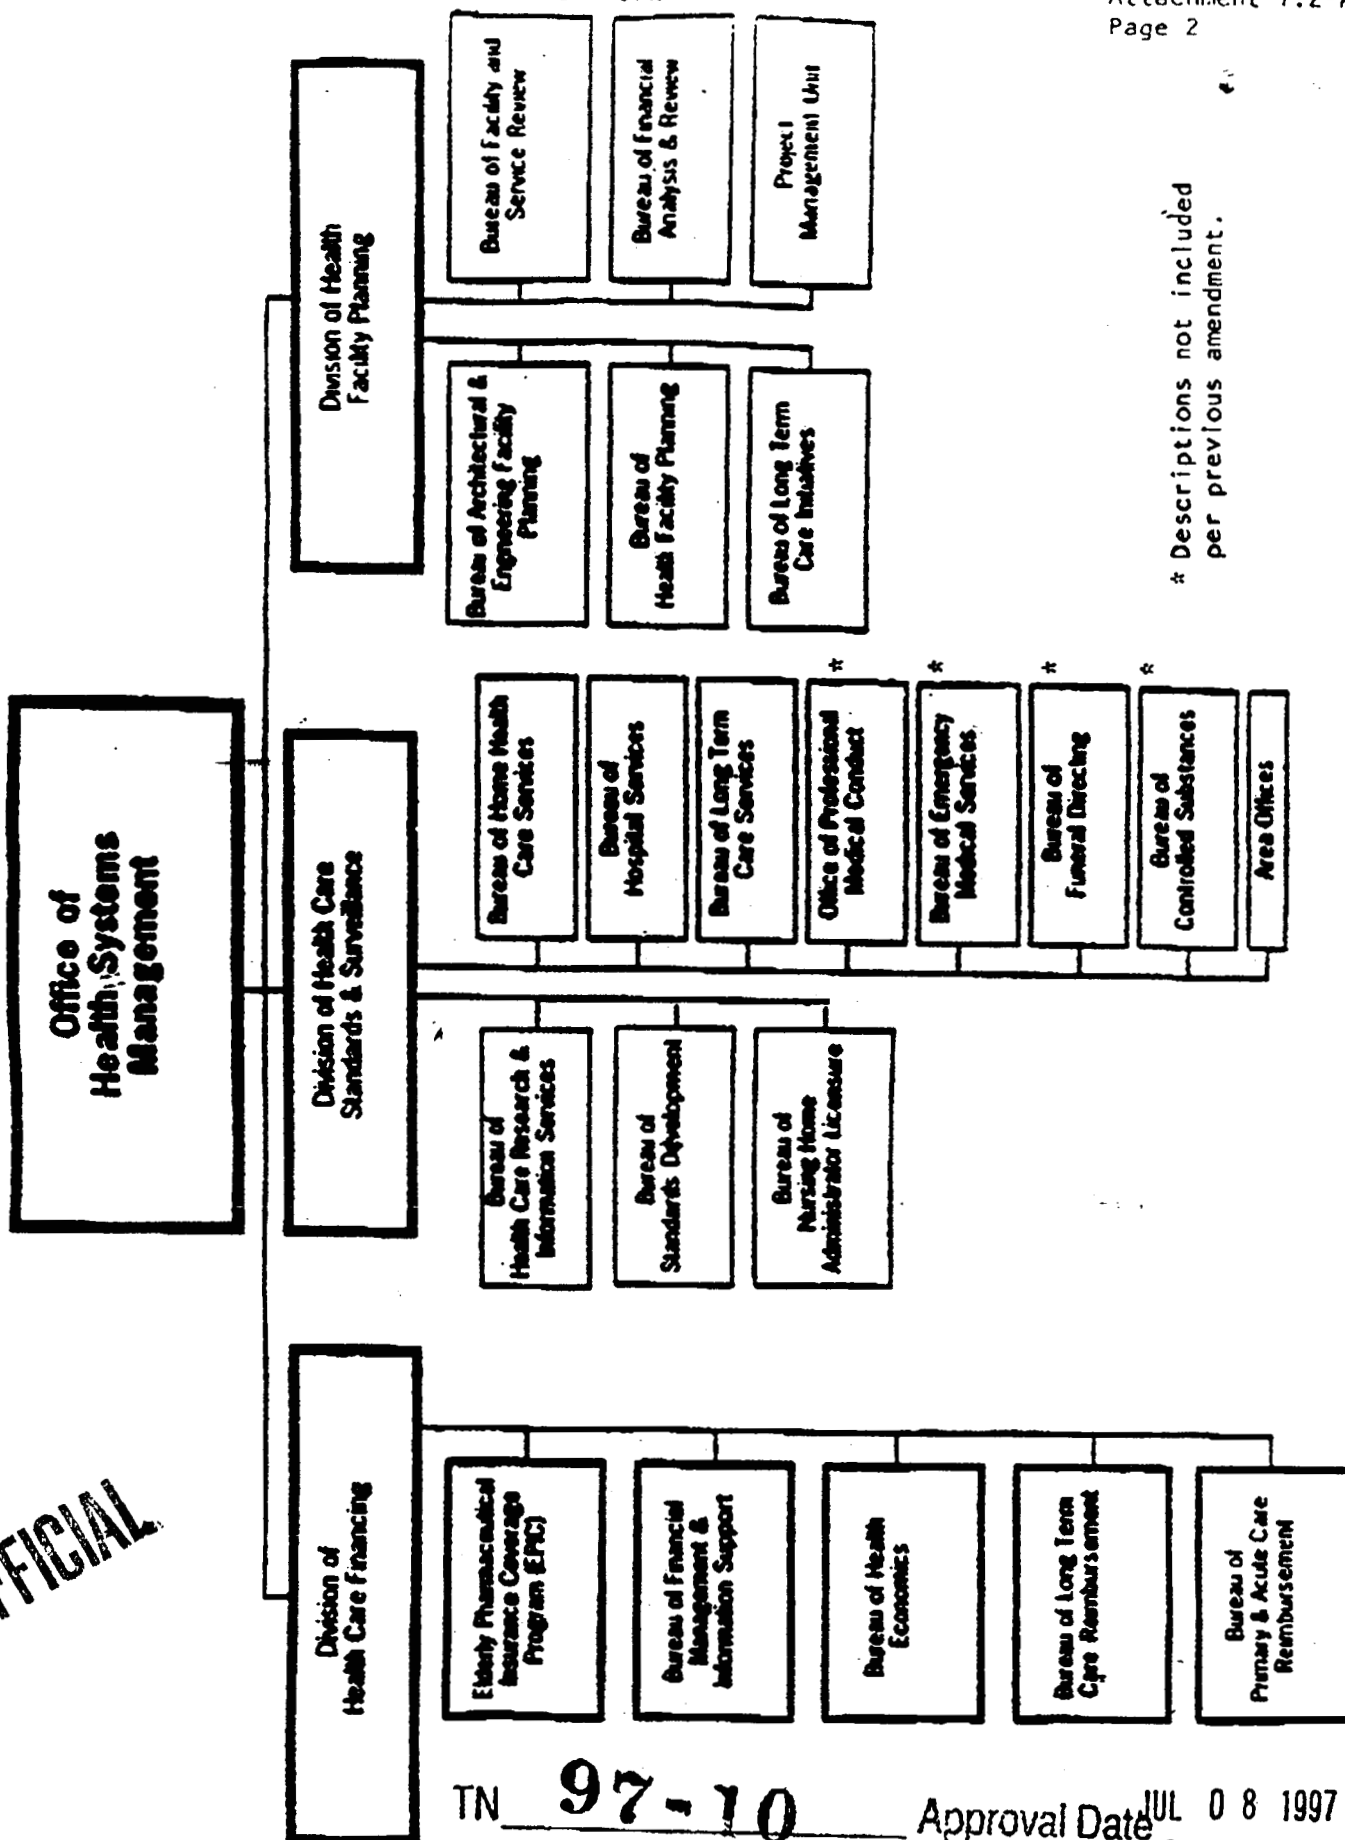 Page 2
Office of
Health Systems
Management
Division of
Health Care Financing
Elderly Pharmaceutical
Insurance Coverage
Program (EPIC)
Bureau of Financial
Management &
Information Support
Bureau of Health
Economics
Bureau of Long Term
Care Reimbursement
Bureau of
Primary & Acute Care
Reimbursement
Division of Health Care
Standards & Surveillance
Bureau of
Health Care Research &
Information Services
Bureau of
Standards Development
Bureau of
Nursing Home
Administrator Licensure
Bureau of Home Health
Care Services
Bureau of
Hospital Services
Bureau of Long Term
Care Services
Office of Professional
Medical Conduct *
Bureau of Emergency
Medical Services *
Bureau of
Funeral Directing *
Bureau of
Controlled Substances *
Area Offices
Division of Health
Facility Planning
Bureau of Architectural &
Engineering Facility
Planning
Bureau of
Health Facility Planning
Bureau of Long Term
Care Initiatives
Bureau of Facility and
Service Review
Bureau of Financial
Analysis & Review
Project
Management Unit
* Descriptions not included
per previous amendment.
TN 97-10 Approval Date JUL 08 1997